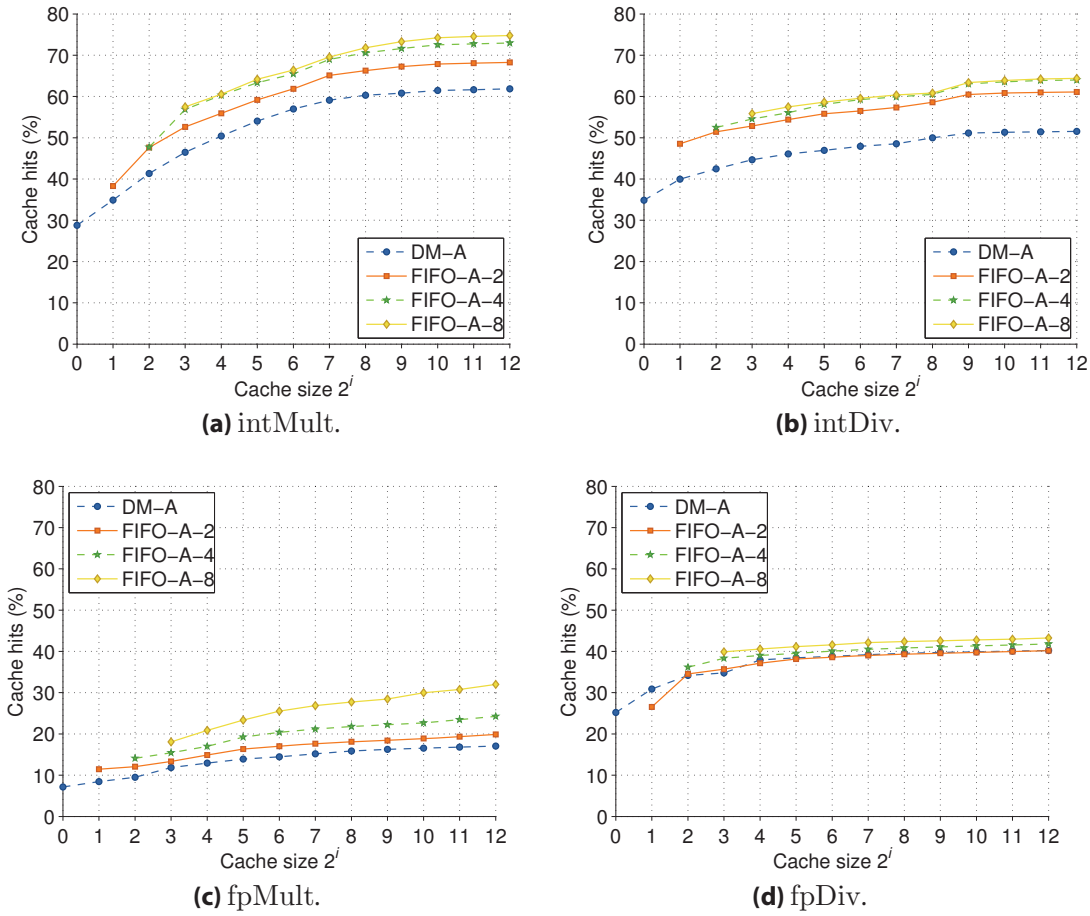 80
70
60
50
40
30
20
10
0
Cache hits (%)
DM−A
FIFO−A−2
FIFO−A−4
FIFO−A−8
0 1 2 3 4 5 6 7 8 9 10 11 12
Cache size 2^i
(a) intMult.
80
70
60
50
40
30
20
10
0
Cache hits (%)
DM−A
FIFO−A−2
FIFO−A−4
FIFO−A−8
0 1 2 3 4 5 6 7 8 9 10 11 12
Cache size 2^i
(b) intDiv.
80
70
60
50
40
30
20
10
0
Cache hits (%)
DM−A
FIFO−A−2
FIFO−A−4
FIFO−A−8
0 1 2 3 4 5 6 7 8 9 10 11 12
Cache size 2^i
(c) fpMult.
80
70
60
50
40
30
20
10
0
Cache hits (%)
DM−A
FIFO−A−2
FIFO−A−4
FIFO−A−8
0 1 2 3 4 5 6 7 8 9 10 11 12
Cache size 2^i
(d) fpDiv.